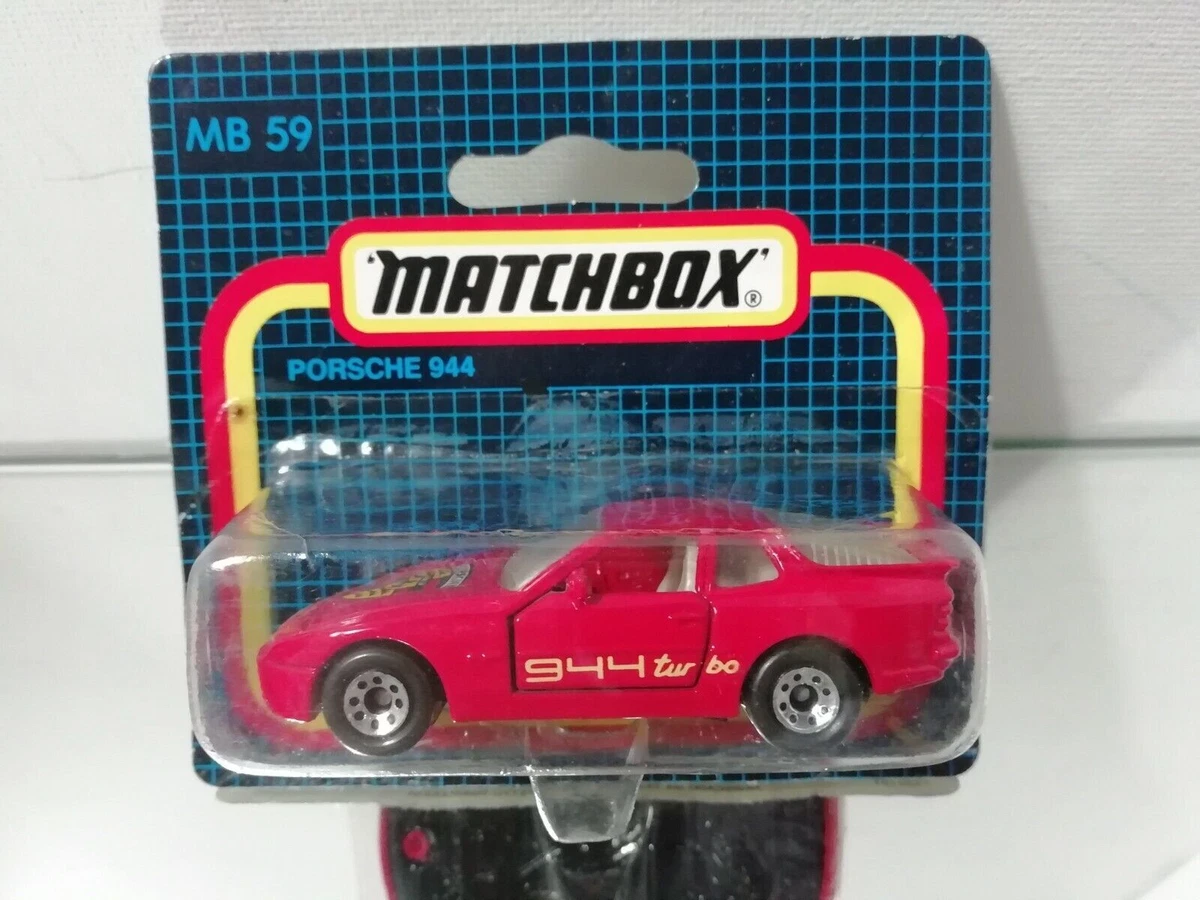 MB 59
'MATCHBOX'®
PORSCHE 944
944 turbo